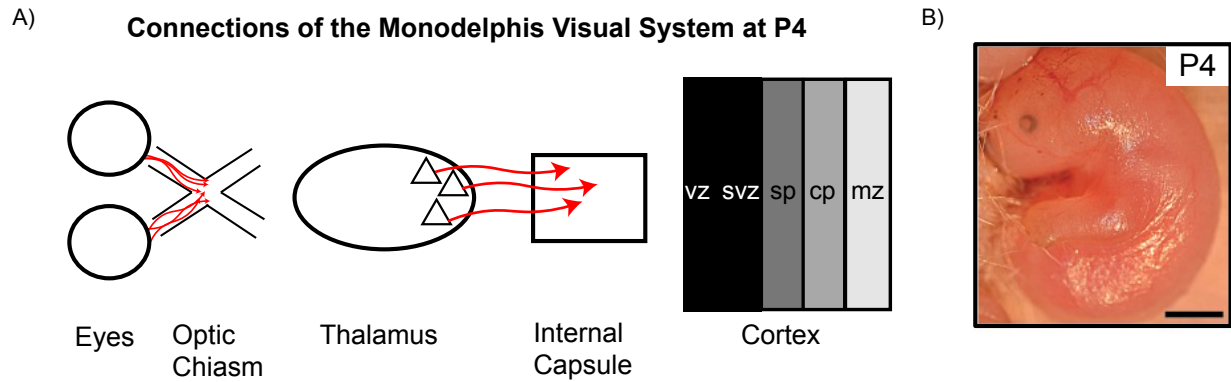 A)
Connections of the Monodelphis Visual System at P4
B)
P4
vz svz sp cp mz
Eyes
Optic
Chiasm
Thalamus
Internal
Capsule
Cortex